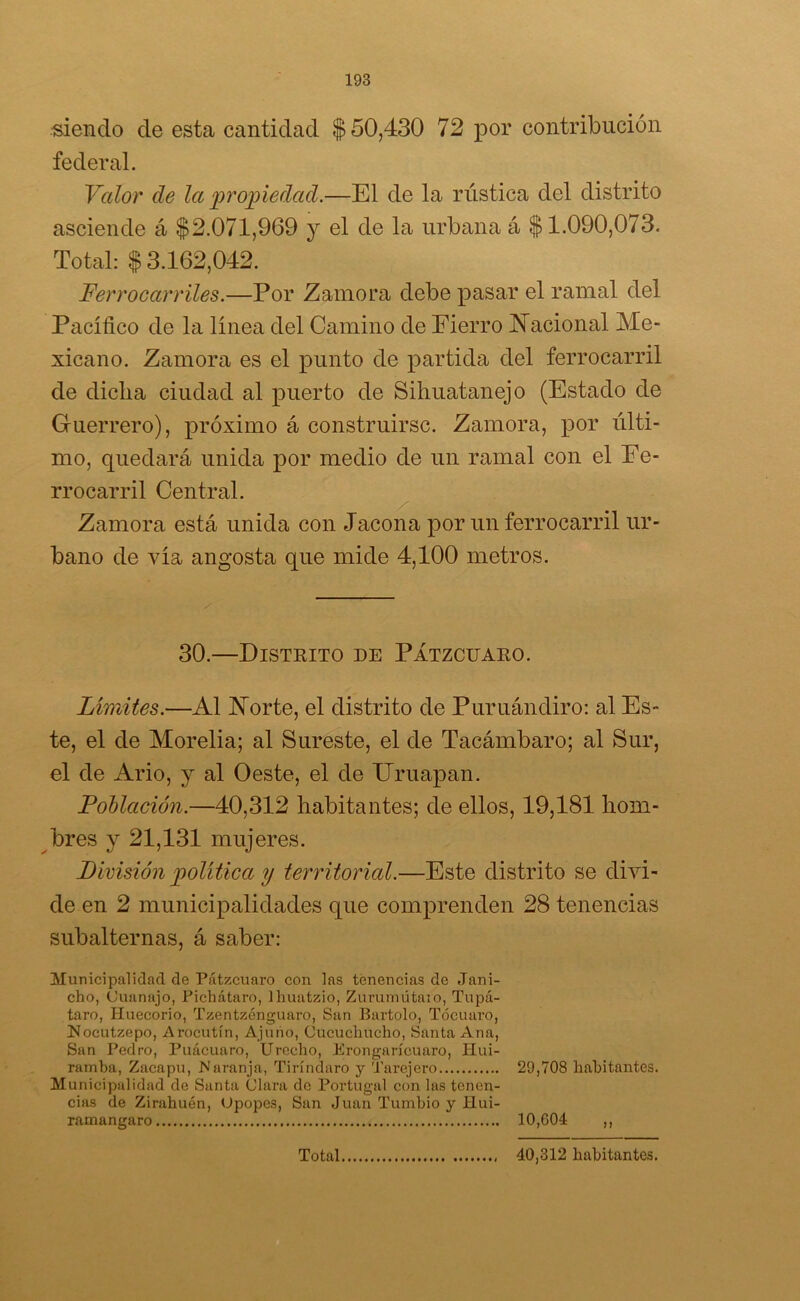 193
siendo de esta cantidad $ 50,430 72 por contribución
federal.
Valor de la propiedad.—El de la rústica del distrito
asciende á $ 2.071,969 y el de la urbana á $ 1.090,073.
Total: $ 3.162,042.
Ferrocarriles.—Por Zamora debe pasar el ramal del
Pacífico de la línea del Camino de Fierro Nacional Me-
xicano. Zamora es el punto de partida del ferrocarril
de dicha ciudad al puerto de Sihuatanejo (Estado de
Guerrero), próximo á construirse. Zamora, por últi-
mo, quedará unida por medio de un ramal con el Fe-
rrocarril Central.
Zamora está unida con Jacona por un ferrocarril ur-
bano de vía angosta que mide 4,100 metros.
30.—DISTRITO DE PÁTZCUARO.
Límites.—Al Norte, el distrito de Puruándiro: al Es-
te, el de Morelia; al Sureste, el de Tacámbaro; al Sur,
el de Ario, y al Oeste, el de Uruapan.
Población.—40,312 habitantes; de ellos, 19,181 hom-
bres y 21,131 mujeres.
División política y territorial.—Este distrito se divi-
de en 2 municipalidades que comprenden 28 tenencias
subalternas, á saber:
Municipalidad de Pátzcuaro con las tenencias de Jani-
cho, Cuanajo, Pichátaro, Ihuatzio, Zurumútaro, Tupá-
taro, Huecorio, Tzentzénguaro, San Bartolo, Tócuaro,
Nocutzepo, Arocutín, Ajuno, Cucuchucho, Santa Ana,
San Pedro, Puácuaro, Urecho, Erongarícuaro, Hui-
ramba, Zacapu, Naranja, Tiríndaro y Tarejero........... 29,708 habitantes.
Municipalidad de Santa Clara de Portugal con las tenen-
cias de Zirahuén, Opopes, San Juan Tumbio y Hui-
ramangaro............................................................ 10,604 ,,
Total........................... 40,312 habitantes.